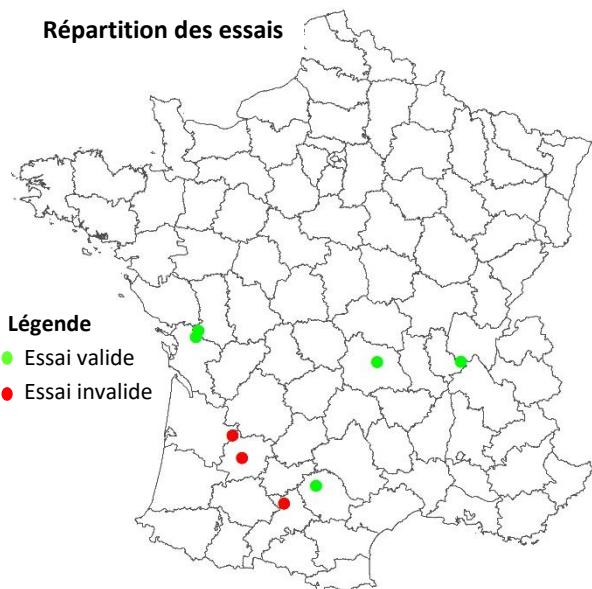 Répartition des essais
Légende
Essai valide
Essai invalide